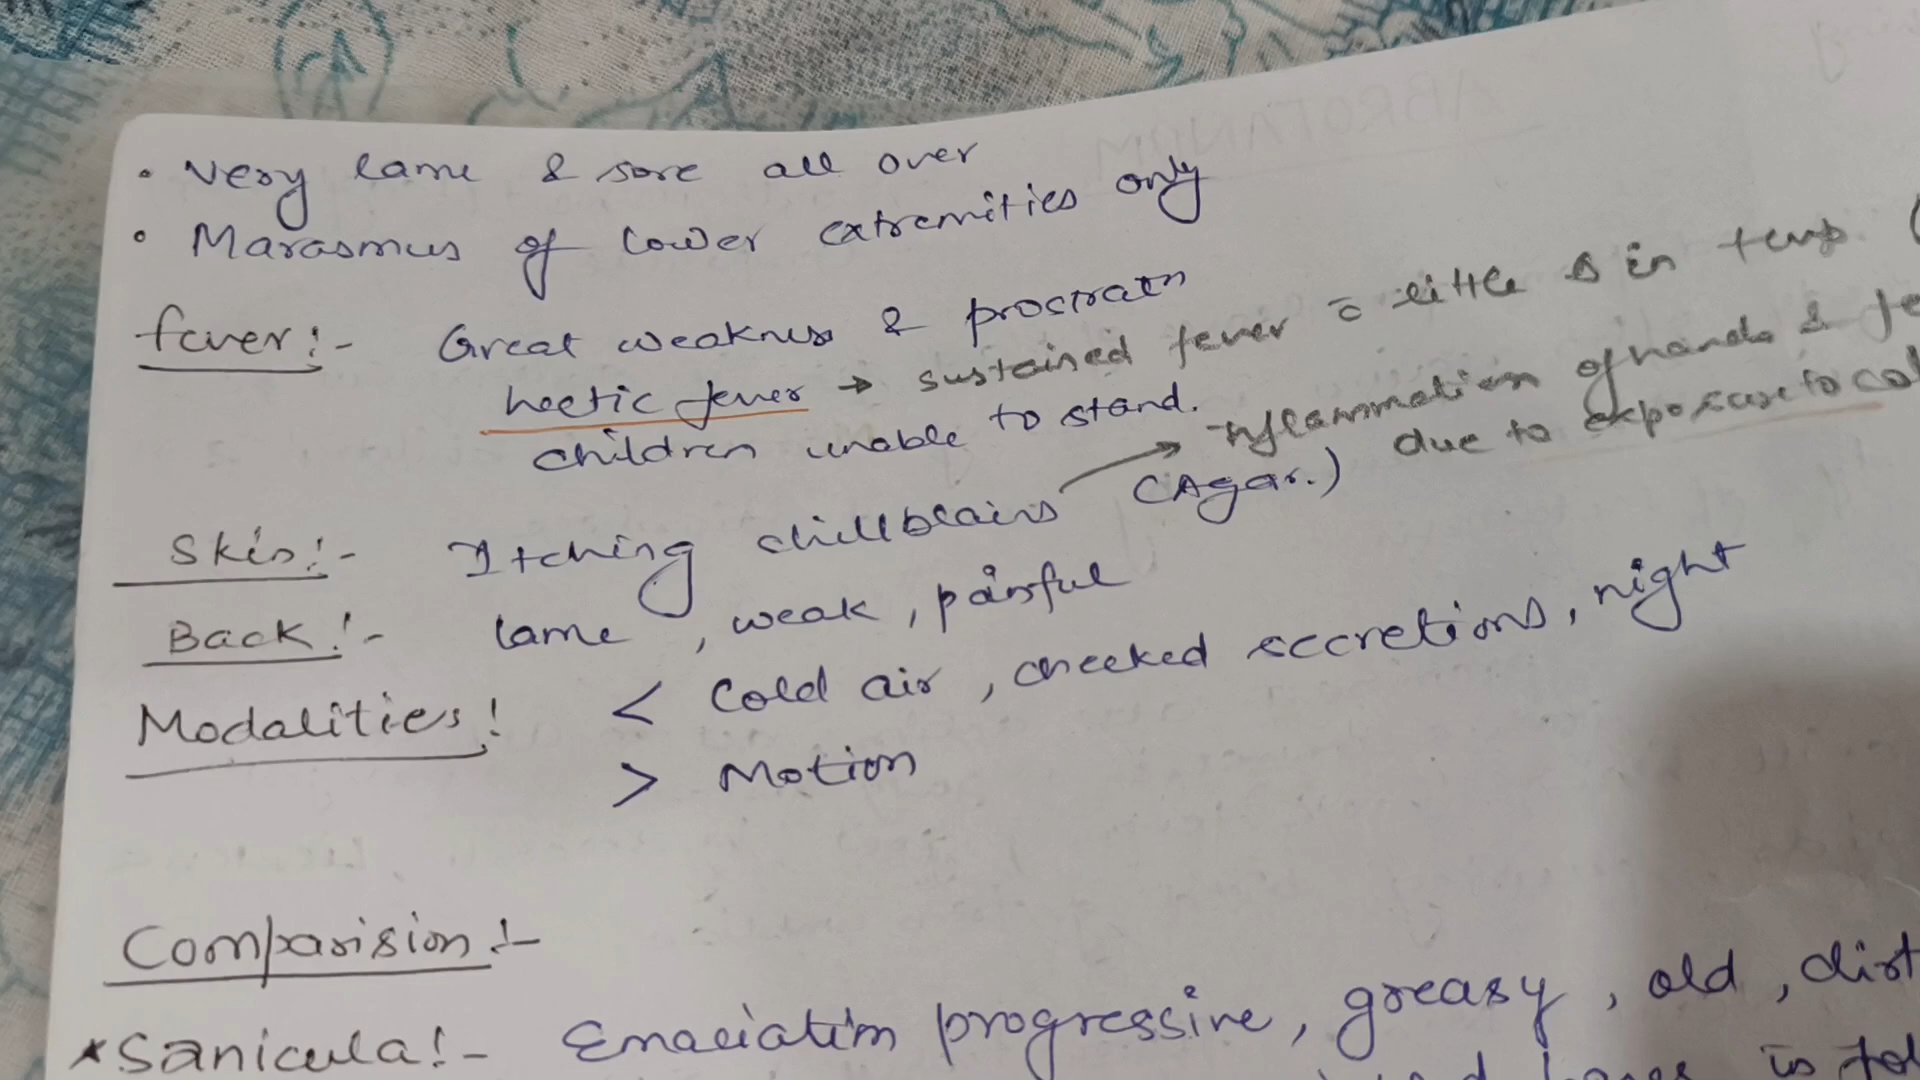 • Very lame & sore all over
• Marasmus of lower extremities only
fever:- Great weakness & prostratn
hectic fever → sustained fever c̄ little Δ in temp (
children unable to stand.
Skin:- Itching chillblains (Agar.) → Inflammation of hands & fe
due to exposure to col
Back:- lame, weak, painful
Modalities: < Cold air, checked secretions, night
> Motion
Comparision:-
*Sanicula:- Emaciation progressive, greasy, old, dirt
is